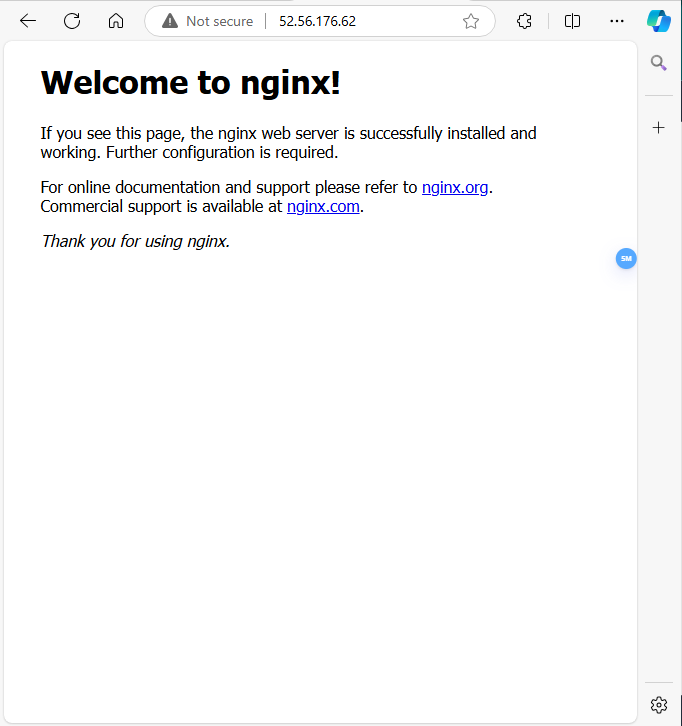 Not secure 52.56.176.62
Welcome to nginx!
If you see this page, the nginx web server is successfully installed and
working. Further configuration is required.
For online documentation and support please refer to nginx.org.
Commercial support is available at nginx.com.
Thank you for using nginx.
SM